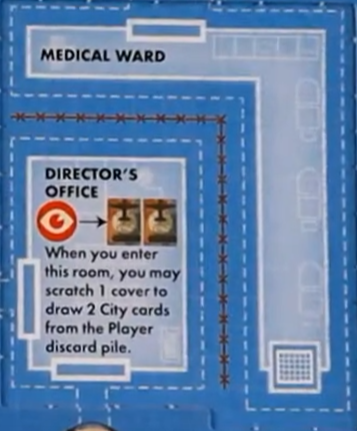 MEDICAL WARD
DIRECTOR'S
OFFICE
When you enter
this room, you may
scratch 1 cover to
draw 2 City cards
from the Player
discard pile.